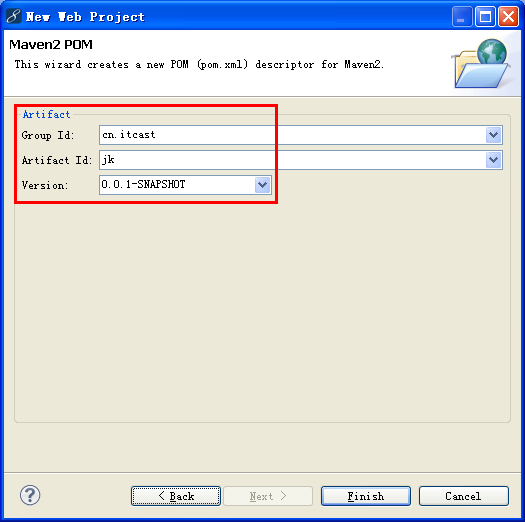 New Web Project
Maven2 POM
This wizard creates a new POM (pom.xml) descriptor for Maven2.
Artifact
Group Id: cn.itcast
Artifact Id: jk
Version: 0.0.1-SNAPSHOT
? < Back Next > Finish Cancel